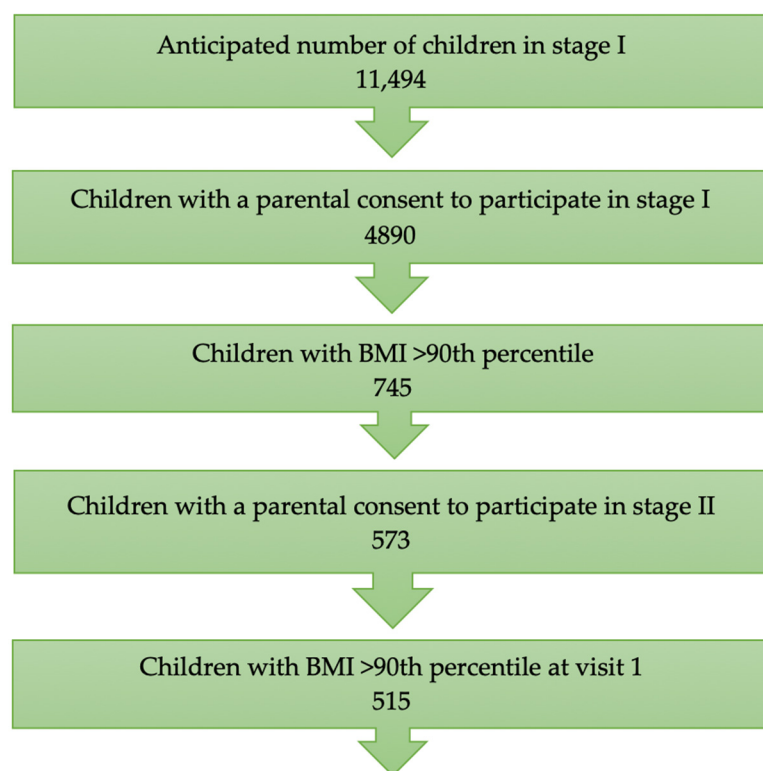 Anticipated number of children in stage I
11,494
Children with a parental consent to participate in stage I
4890
Children with BMI >90th percentile
745
Children with a parental consent to participate in stage II
573
Children with BMI >90th percentile at visit 1
515